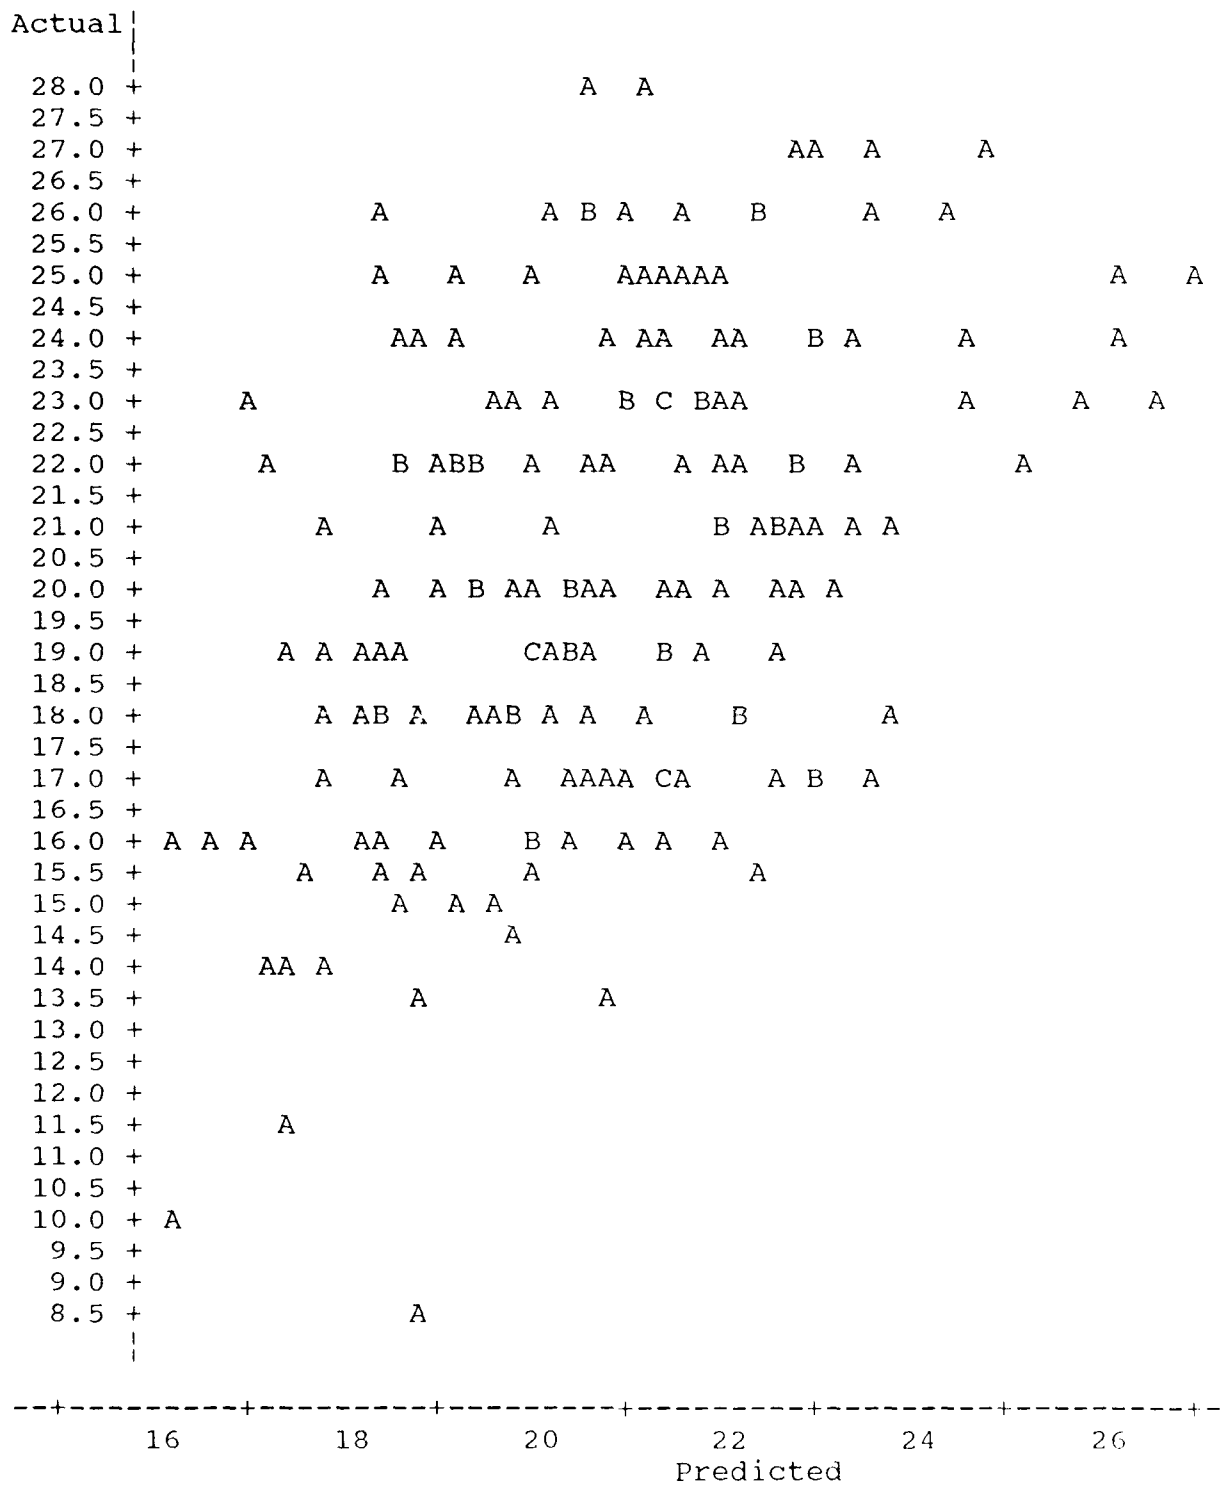 Actual
28.0 + A A
27.5 +
27.0 + AA A A
26.5 +
26.0 + A A B A A B A A
25.5 +
25.0 + A A A AAAAAA A A
24.5 +
24.0 + AA A A AA AA B A A A
23.5 +
23.0 + A AA A B C BAA A A A
22.5 +
22.0 + A B ABB A AA A AA B A A
21.5 +
21.0 + A A A B ABAA A A
20.5 +
20.0 + A A B AA BAA AA A AA A
19.5 +
19.0 + A A AAA CABA B A A
18.5 +
18.0 + A AB A AAB A A A B A
17.5 +
17.0 + A A A AAAA CA A B A
16.5 +
16.0 + A A A AA A B A A A A
15.5 + A A A A A
15.0 + A A A
14.5 + A
14.0 + AA A
13.5 + A A
13.0 +
12.5 +
12.0 +
11.5 + A
11.0 +
10.5 +
10.0 + A
9.5 +
9.0 +
8.5 + A
--+---------+---------+---------+---------+---------+---------+-
16 18 20 22 24 26
Predicted